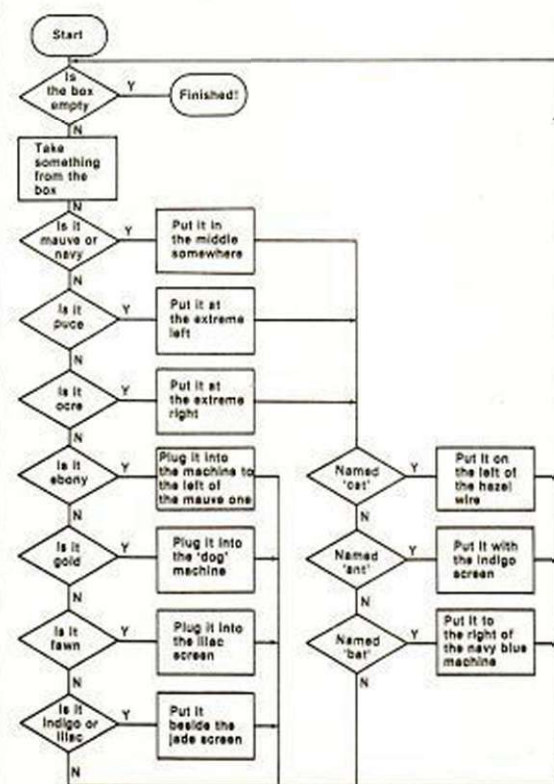 Start
Is
the box
empty
Y
Finished!
N
Take
something
from the
box
N
Is it
mauve or
navy
Y
Put it in
the middle
somewhere
N
Is it
puce
Y
Put it at
the extreme
left
N
Is it
ocre
Y
Put it at
the extreme
right
N
Is it
ebony
Y
Plug it into
the machine to
the left of
the mauve one
Named
'cat'
Y
Put it on
the left of
the hazel
wire
N
N
Is it
gold
Y
Plug it into
the 'dog'
machine
Named
'ant'
Y
Put it with
the indigo
screen
N
N
Is it
fawn
Y
Plug it into
the lilac
screen
Named
'bat'
Y
Put it to
the right of
the navy blue
machine
N
N
Is it
indigo or
lilac
Y
Put it
beside the
jade screen
N